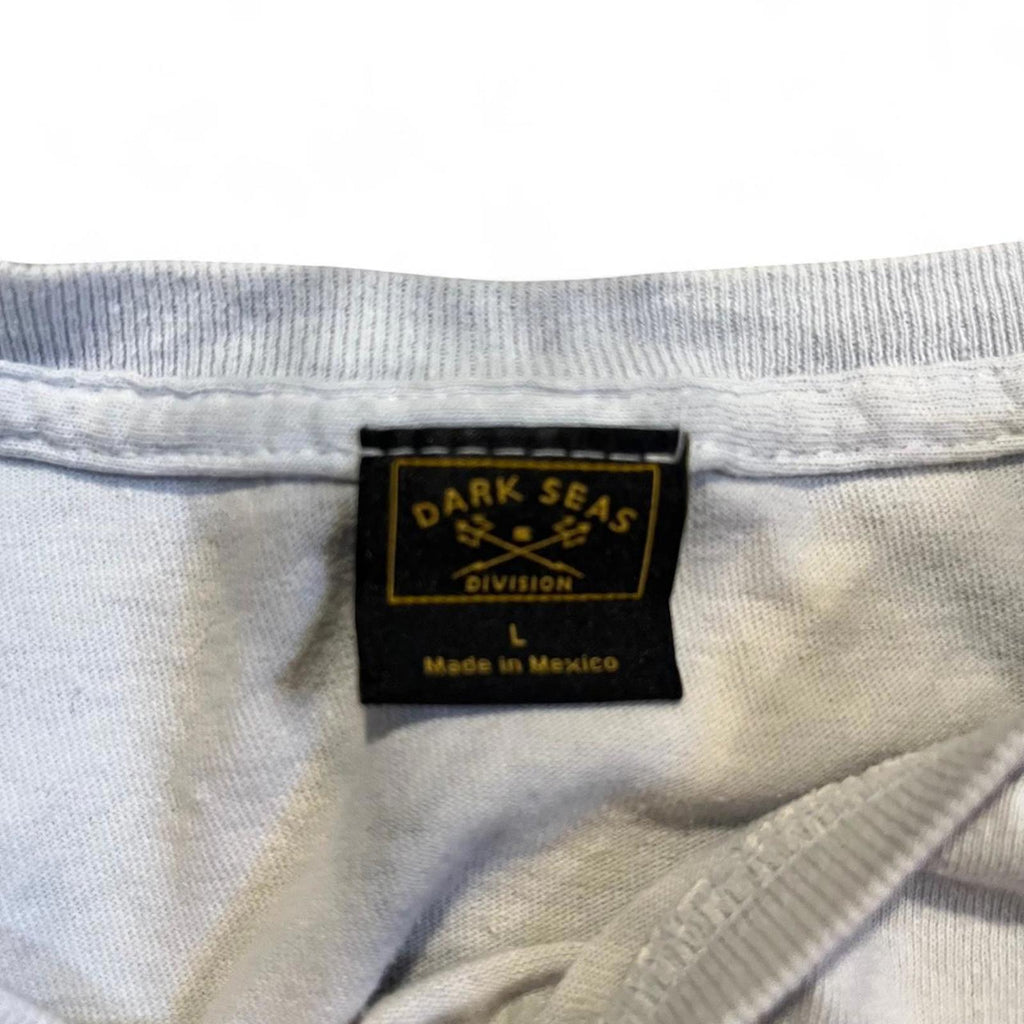 DARK SEAS
DIVISION
L
Made in Mexico